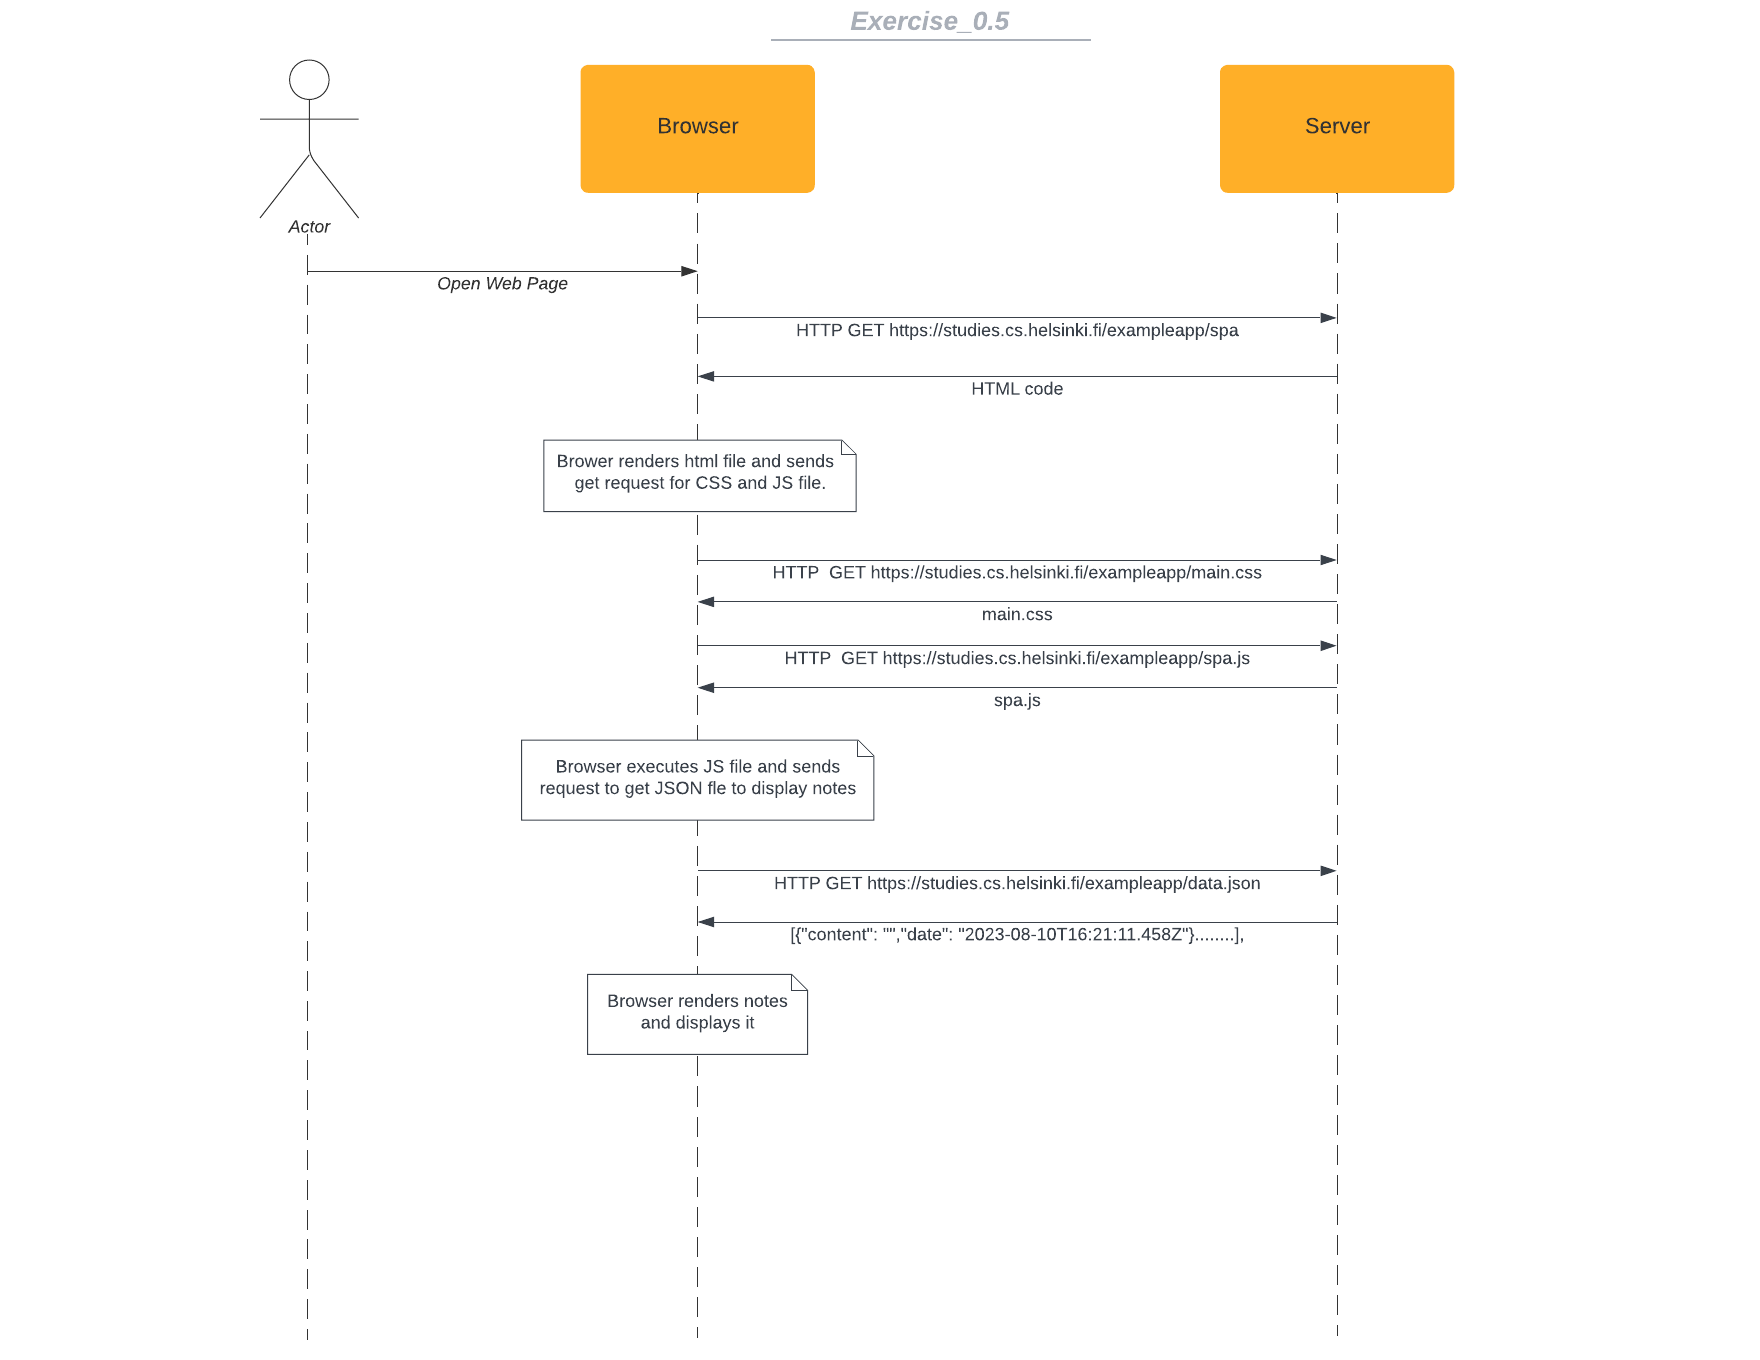 Exercise_0.5
Browser
Server
Actor
Open Web Page
HTTP GET https://studies.cs.helsinki.fi/exampleapp/spa
HTML code
Brower renders html file and sends
get request for CSS and JS file.
HTTP  GET https://studies.cs.helsinki.fi/exampleapp/main.css
main.css
HTTP  GET https://studies.cs.helsinki.fi/exampleapp/spa.js
spa.js
Browser executes JS file and sends
request to get JSON fle to display notes
HTTP GET https://studies.cs.helsinki.fi/exampleapp/data.json
[{"content": "","date": "2023-08-10T16:21:11.458Z"}........],
Browser renders notes
and displays it